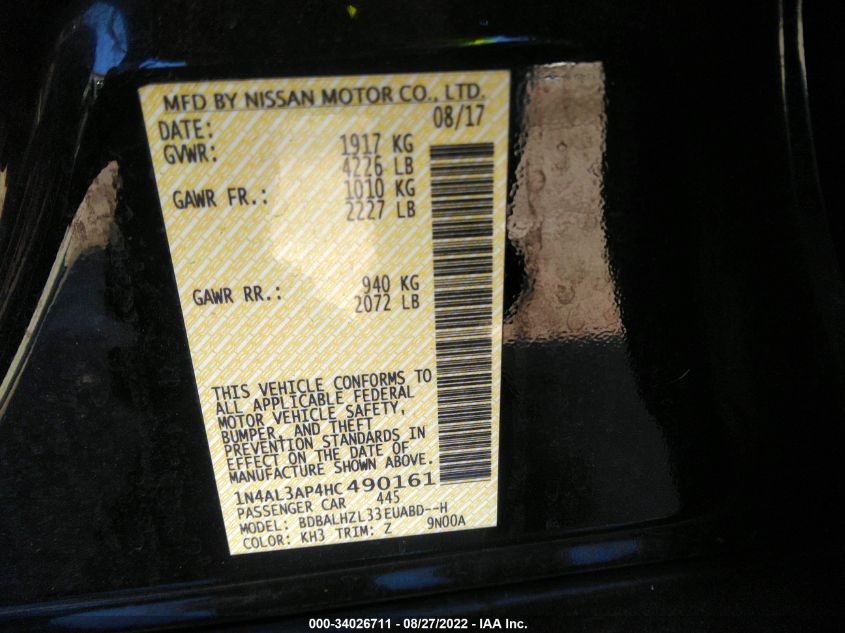 MFD BY NISSAN MOTOR CO., LTD.
DATE: 08/17
GVWR: 1917 KG
4226 LB
GAWR FR.: 1010 KG
2227 LB
GAWR RR.: 940 KG
2072 LB
THIS VEHICLE CONFORMS TO
ALL APPLICABLE FEDERAL
MOTOR VEHICLE SAFETY,
BUMPER, AND THEFT
PREVENTION STANDARDS IN
EFFECT ON THE DATE OF
MANUFACTURE SHOWN ABOVE.
1N4AL3AP4HC490161
PASSENGER CAR 445
MODEL: BDBALHZL33EUABD--H
COLOR: KH3 TRIM: Z 9N00A
000-34026711 - 08/27/2022 - IAA Inc.